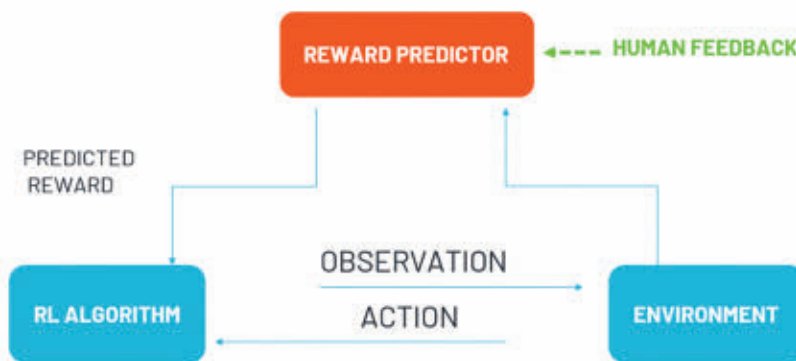 REWARD PREDICTOR
HUMAN FEEDBACK
PREDICTED
REWARD
OBSERVATION
RL ALGORITHM
ACTION
ENVIRONMENT